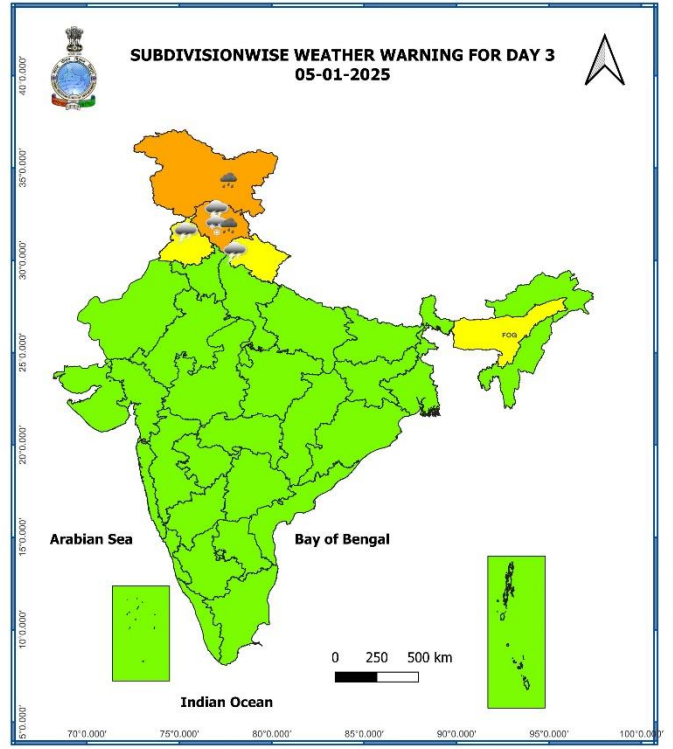 SUBDIVISIONWISE WEATHER WARNING FOR DAY 3
05-01-2025
40°0.000'
35°0.000'
30°0.000'
25°0.000'
20°0.000'
15°0.000'
10°0.000'
5°0.000'
FOG
Arabian Sea
Bay of Bengal
0 250 500 km
Indian Ocean
70°0.000' 75°0.000' 80°0.000' 85°0.000' 90°0.000' 95°0.000' 100°0.000'